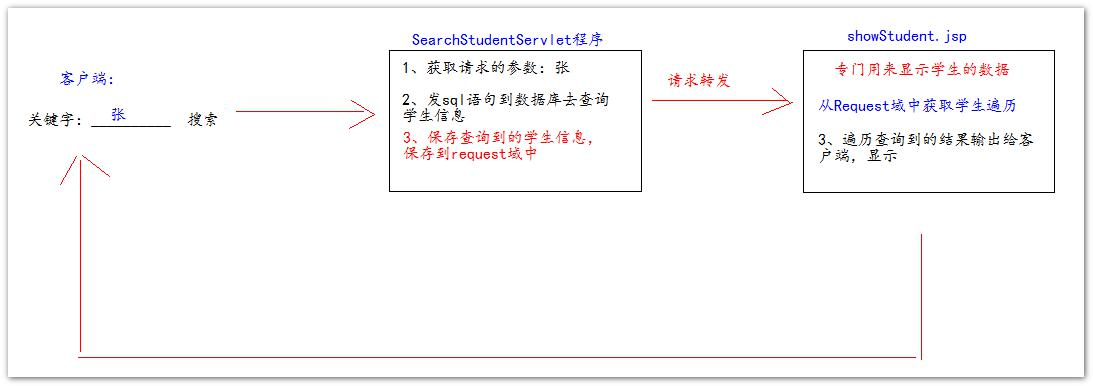 客户端：
关键字：__________ 搜索
张
SearchStudentServlet程序
1、获取请求的参数：张
2、发sql语句到数据库去查询
学生信息
3、保存查询到的学生信息，
保存到request域中
请求转发
showStudent.jsp
专门用来显示学生的数据
从Request域中获取学生遍历
3、遍历查询到的结果输出给客
户端，显示